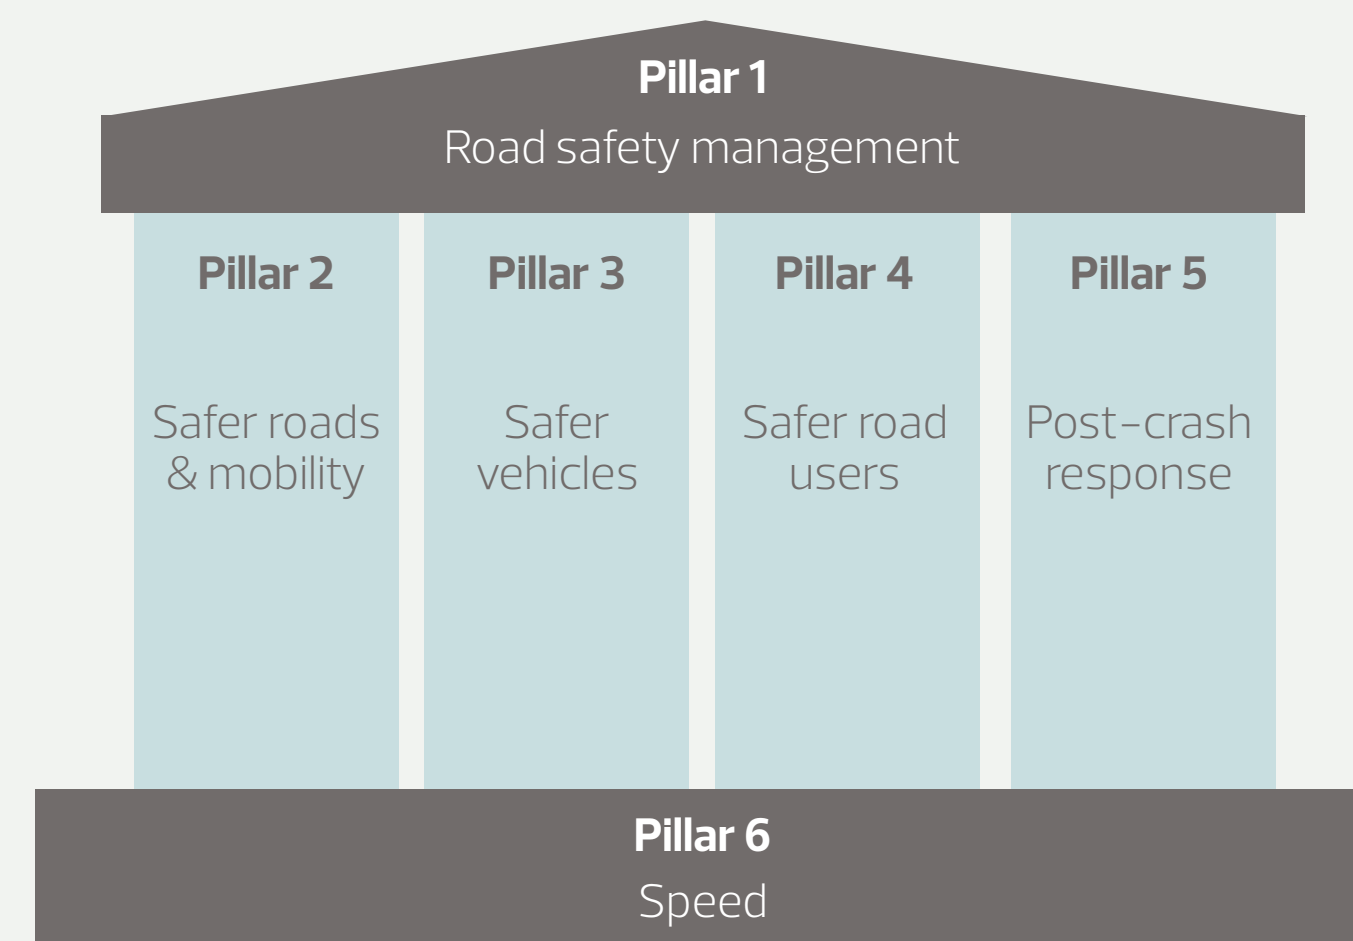 Pillar 1
Road safety management
Pillar 2
Safer roads
& mobility
Pillar 3
Safer
vehicles
Pillar 4
Safer road
users
Pillar 5
Post-crash
response
Pillar 6
Speed